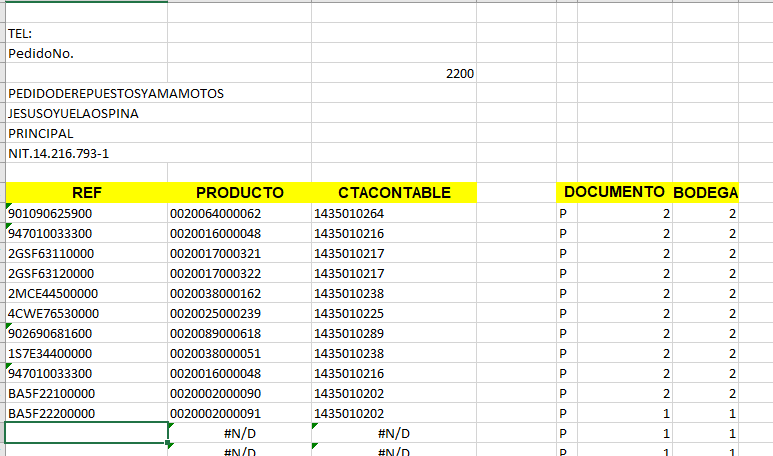 TEL:
PedidoNo.
2200
PEDIDODEREPUESTOSYAMAMOTOS
JESUSOYUELAOSPINA
PRINCIPAL
NIT.14.216.793-1
REF PRODUCTO CTACONTABLE DOCUMENTO BODEGA
901090625900 0020064000062 1435010264 P 2 2
947010033300 0020016000048 1435010216 P 2 2
2GSF63110000 0020017000321 1435010217 P 2 2
2GSF63120000 0020017000322 1435010217 P 2 2
2MCE44500000 0020038000162 1435010238 P 2 2
4CWE76530000 0020025000239 1435010225 P 2 2
902690681600 0020089000618 1435010289 P 2 2
1S7E34400000 0020038000051 1435010238 P 2 2
947010033300 0020016000048 1435010216 P 2 2
BA5F22100000 0020002000090 1435010202 P 2 2
BA5F22200000 0020002000091 1435010202 P 1 1
#N/D #N/D P 1 1
#N/D #N/D P 1 1